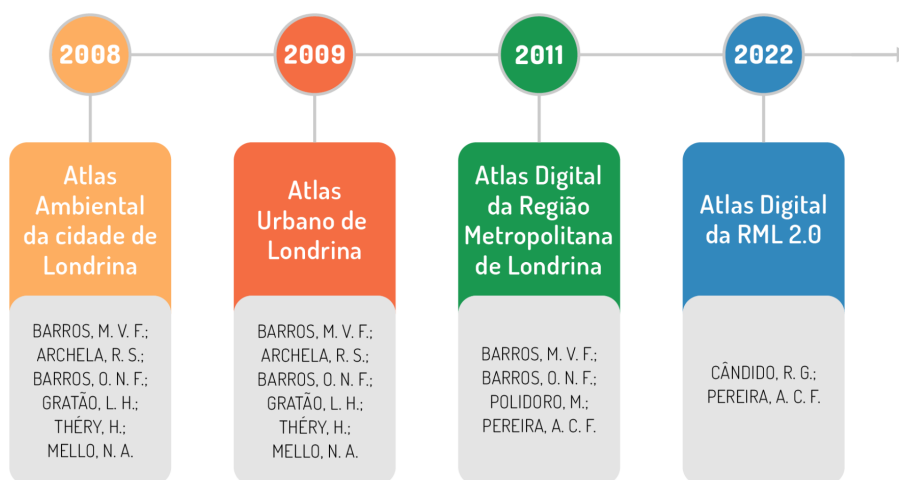 2008
Atlas
Ambiental
da cidade de
Londrina
BARROS, M. V. F.;
ARCHELA, R. S.;
BARROS, O. N. F.;
GRATÃO, L. H.;
THÉRY, H.;
MELLO, N. A.
2009
Atlas
Urbano de
Londrina
BARROS, M. V. F.;
ARCHELA, R. S.;
BARROS, O. N. F.;
GRATÃO, L. H.;
THÉRY, H.;
MELLO, N. A.
2011
Atlas Digital
da Região
Metropolitana
de Londrina
BARROS, M. V. F.;
BARROS, O. N. F.;
POLIDORO, M.;
PEREIRA, A. C. F.
2022
Atlas Digital
da RML 2.0
CÂNDIDO, R. G.;
PEREIRA, A. C. F.